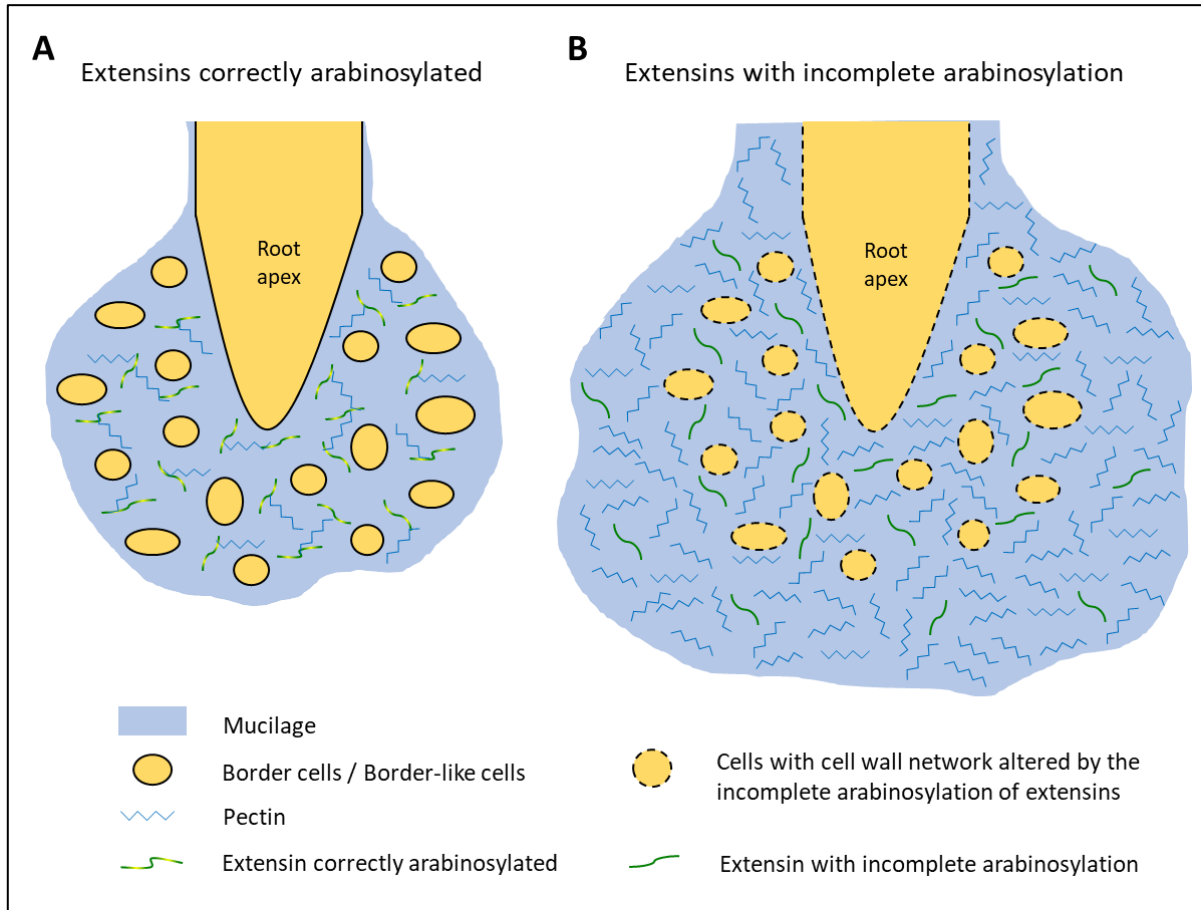 A
Extensins correctly arabinosylated
Root
apex
B
Extensins with incomplete arabinosylation
Root
apex
Mucilage
Border cells / Border-like cells
Pectin
Extensin correctly arabinosylated
Cells with cell wall network altered by the
incomplete arabinosylation of extensins
Extensin with incomplete arabinosylation